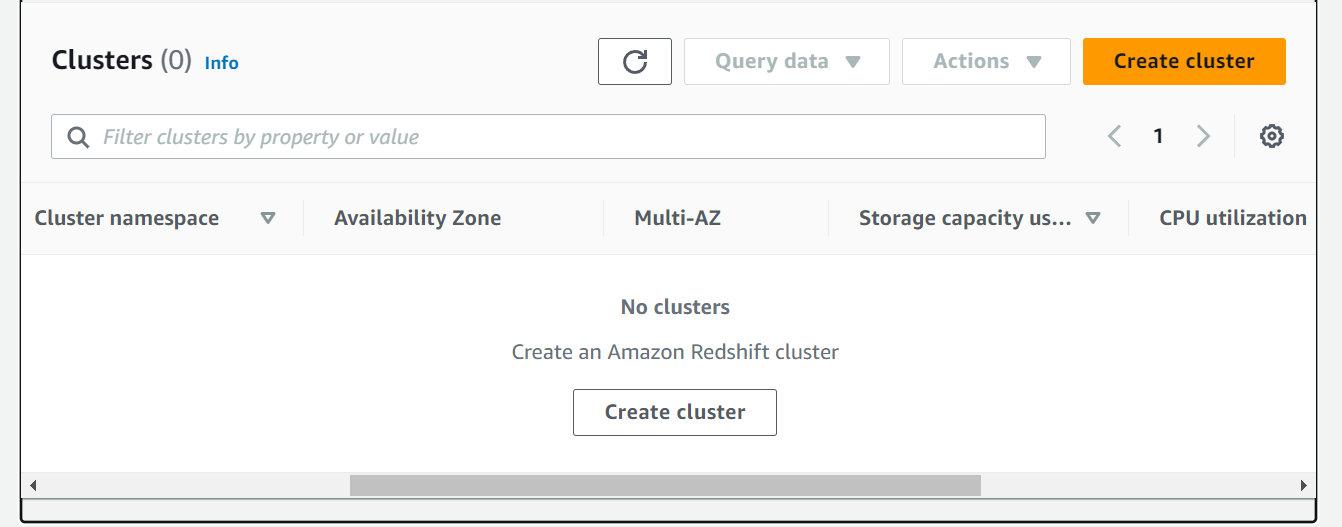 Clusters (0) Info
Query data
Actions
Create cluster
Filter clusters by property or value
1
Cluster namespace
Availability Zone
Multi-AZ
Storage capacity us...
CPU utilization
No clusters
Create an Amazon Redshift cluster
Create cluster